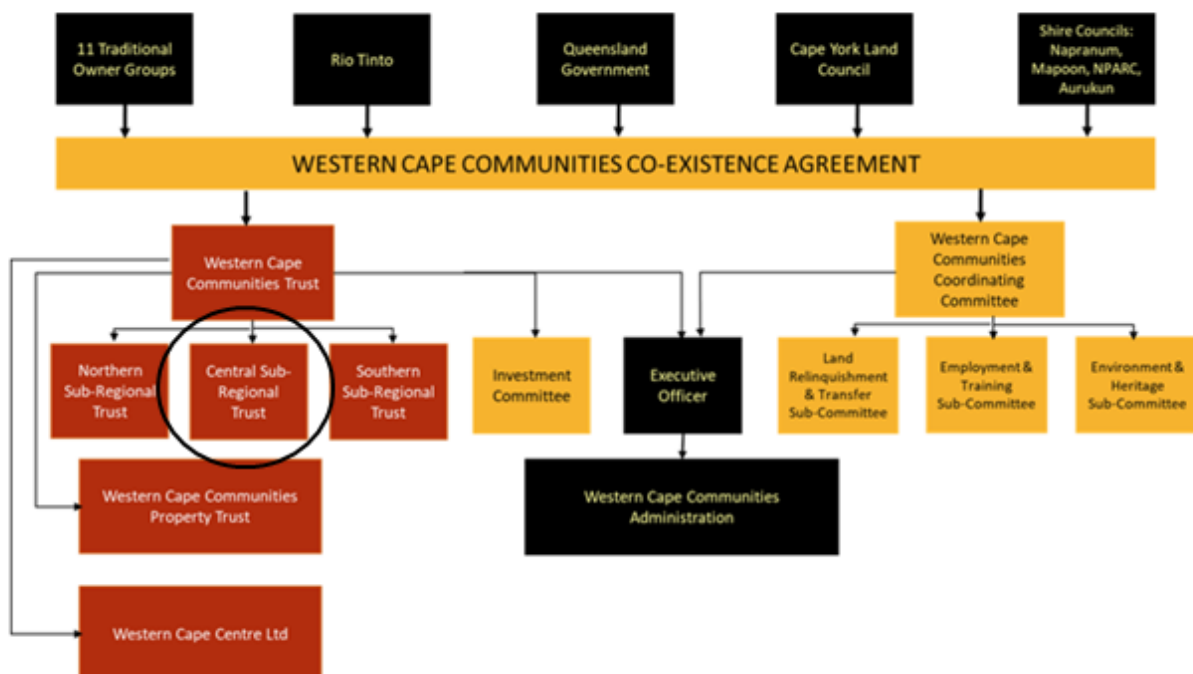 11 Traditional
Owner Groups
Rio Tinto
Queensland
Government
Cape York Land
Council
Shire Councils:
Napranum,
Mapoon, NPARC,
Aurukun
WESTERN CAPE COMMUNITIES CO-EXISTENCE AGREEMENT
Western Cape
Communities Trust
Western Cape
Communities
Coordinating
Committee
Northern
Sub-Regional
Trust
Central Sub-
Regional
Trust
Southern
Sub-Regional
Trust
Investment
Committee
Executive
Officer
Land
Relinquishment
& Transfer
Sub-Committee
Employment &
Training
Sub-Committee
Environment &
Heritage
Sub-Committee
Western Cape Communities
Property Trust
Western Cape Communities
Administration
Western Cape Centre Ltd